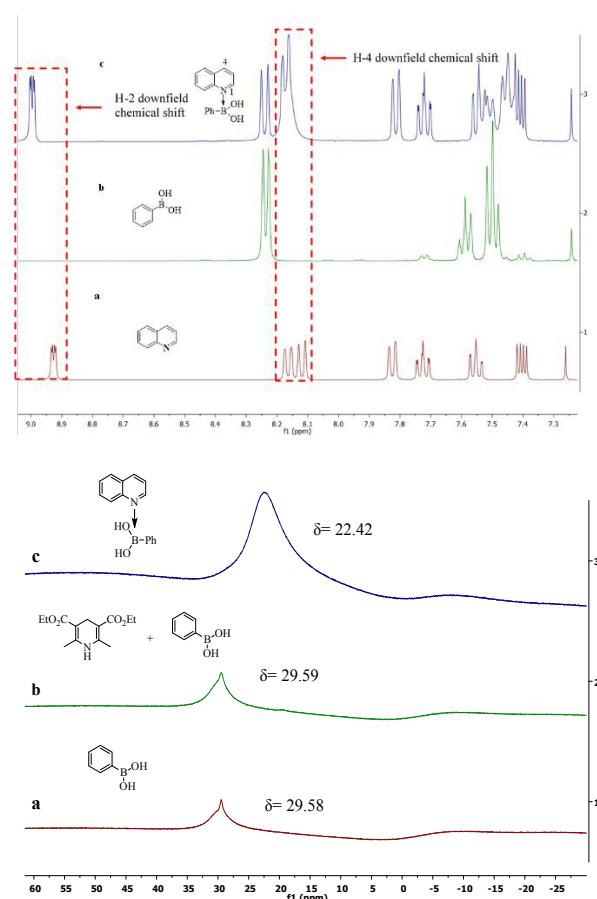 c
H-2 downfield
chemical shift
4
N
1
OH
Ph-B
OH
H-4 downfield chemical shift
3
b
OH
B
OH
2
a
N
1
9.0 8.9 8.8 8.7 8.6 8.5 8.4 8.3 8.2 8.1 8.0 7.9 7.8 7.7 7.6 7.5 7.4 7.3
f1 (ppm)
N
HO
B-Ph
HO
δ= 22.42
c
3
EtO₂C CO₂Et
N
H
+
OH
B
OH
δ= 29.59
b
2
OH
B
OH
δ= 29.58
a
1
60 55 50 45 40 35 30 25 20 15 10 5 0 -5 -10 -15 -20 -25
f1 (ppm)